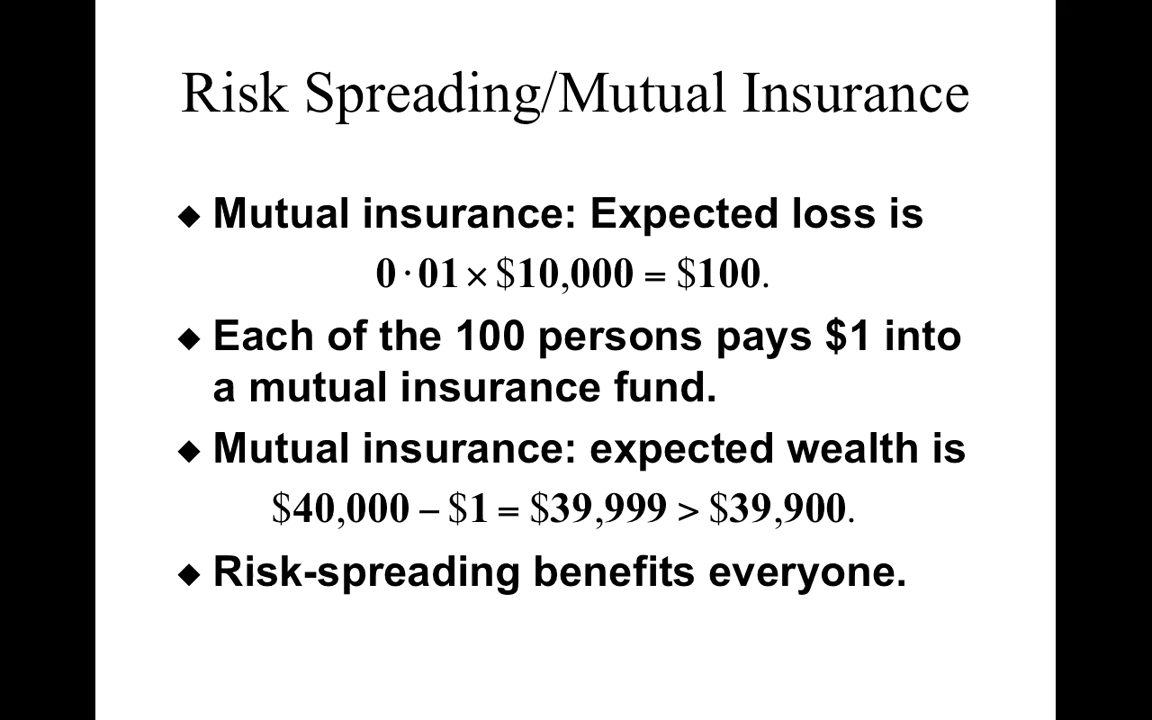 Risk Spreading/Mutual Insurance
◆ Mutual insurance: Expected loss is
0·01 × $10,000 = $100.
◆ Each of the 100 persons pays $1 into
a mutual insurance fund.
◆ Mutual insurance: expected wealth is
$40,000 – $1 = $39,999 > $39,900.
◆ Risk-spreading benefits everyone.